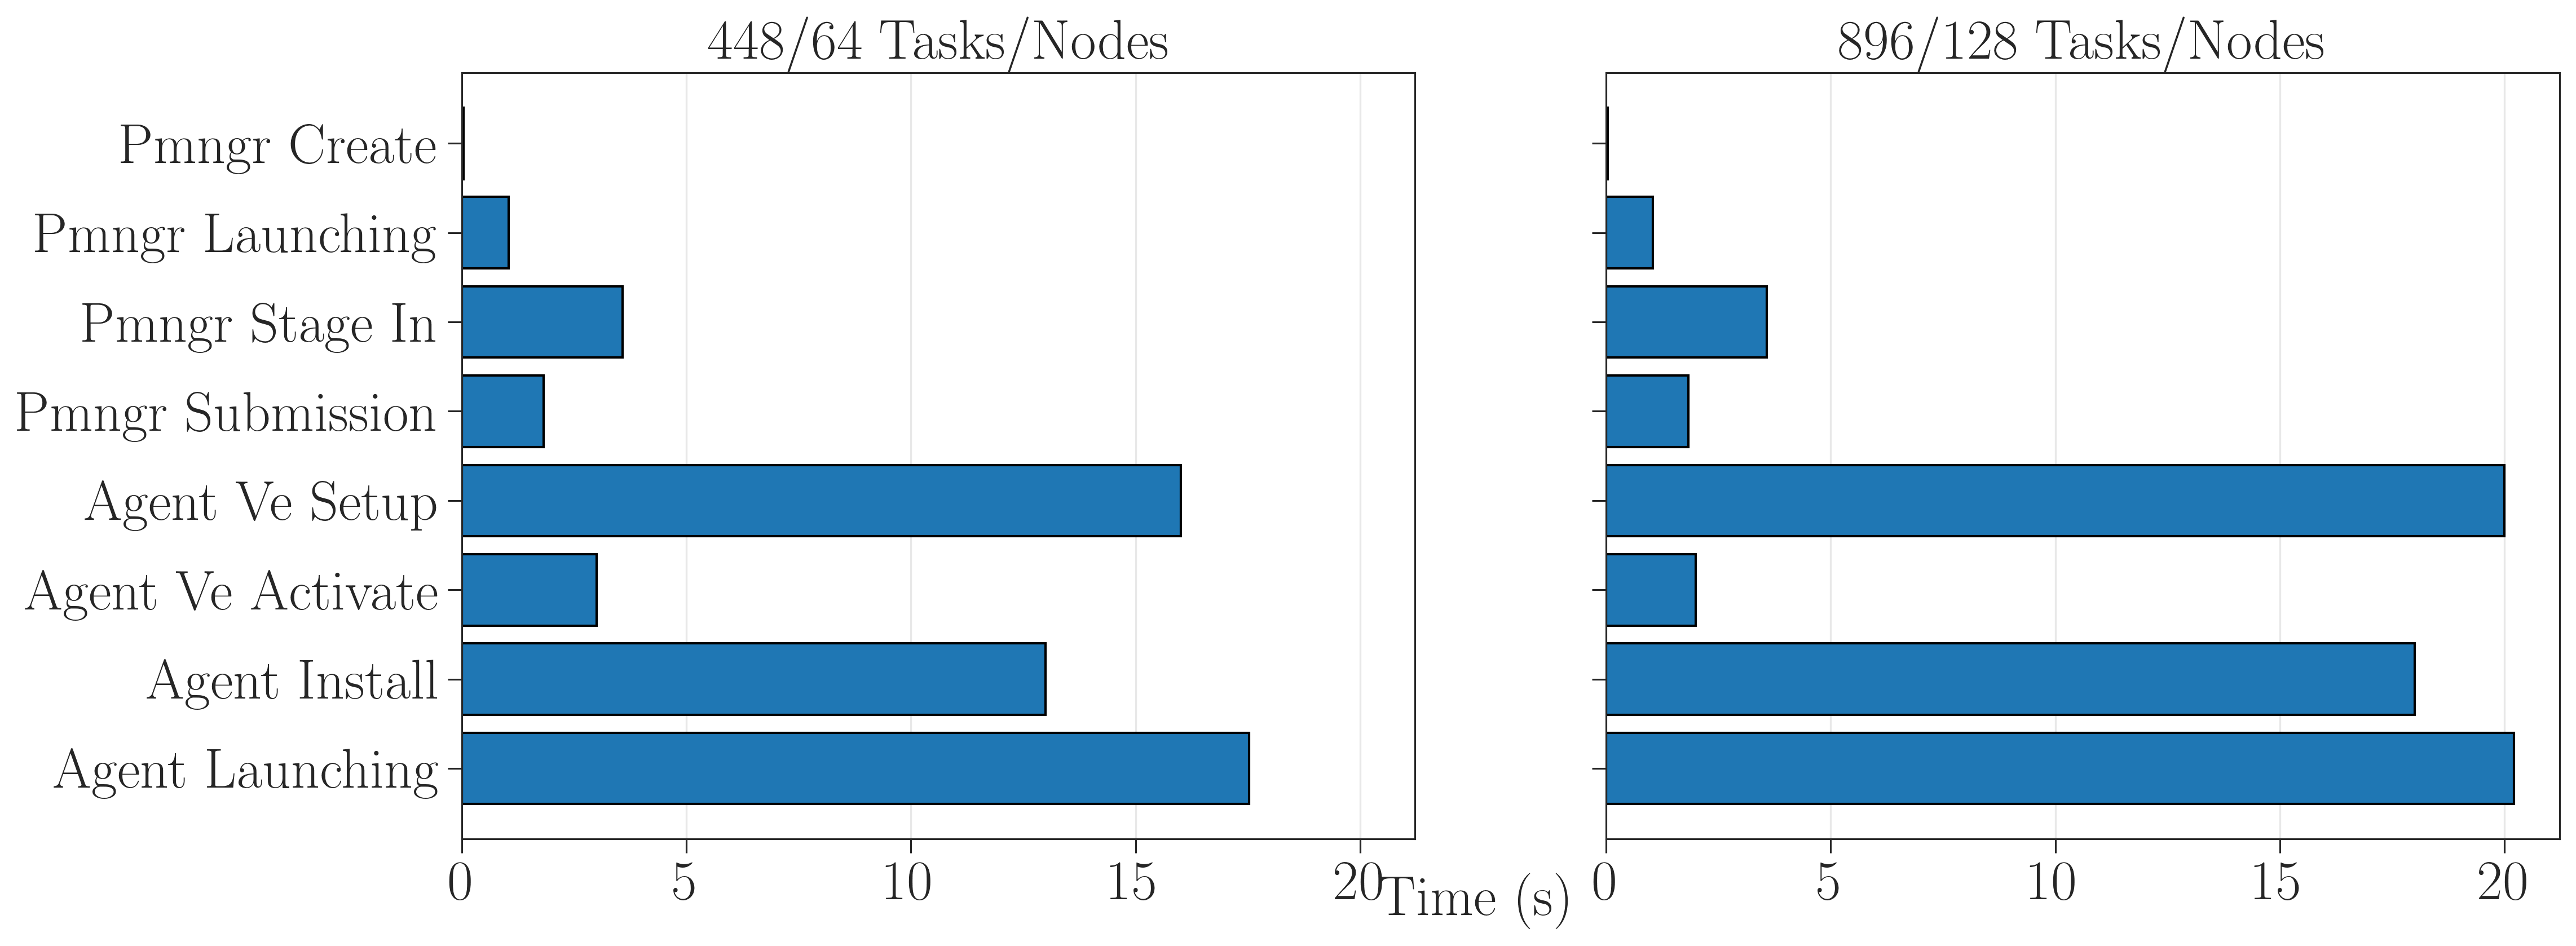 448/64 Tasks/Nodes
896/128 Tasks/Nodes
Pmngr Create
Pmngr Launching
Pmngr Stage In
Pmngr Submission
Agent Ve Setup
Agent Ve Activate
Agent Install
Agent Launching
0 5 10 15 20
0 5 10 15 20
Time (s)